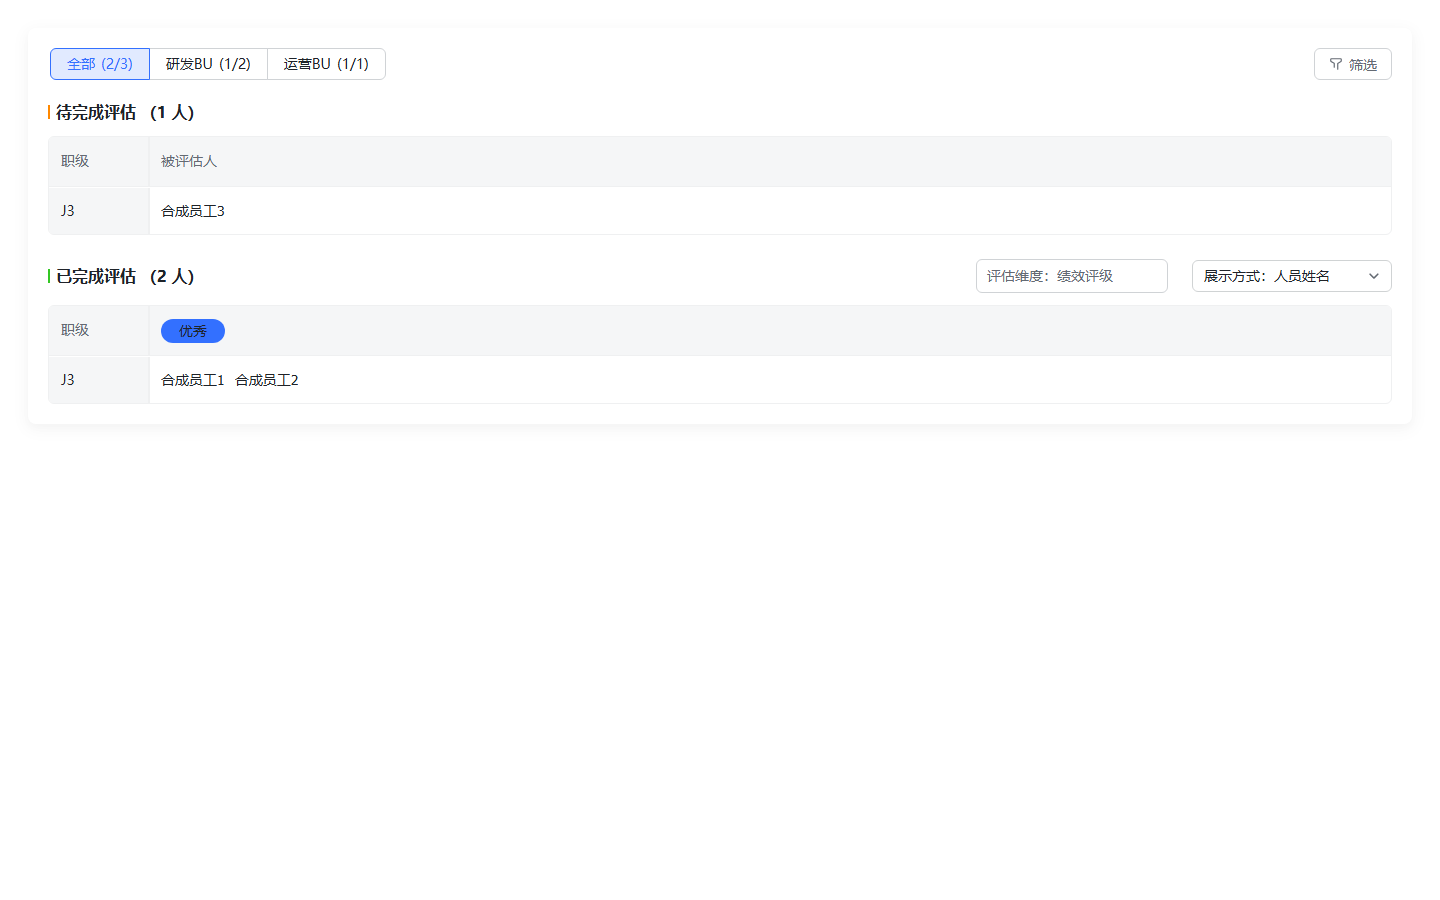 全部 (2/3) 研发BU (1/2) 运营BU (1/1) 筛选
待完成评估 (1 人)
职级 被评估人
J3 合成员工3
已完成评估 (2 人) 评估维度：绩效评级 展示方式：人员姓名
职级 优秀
J3 合成员工1 合成员工2